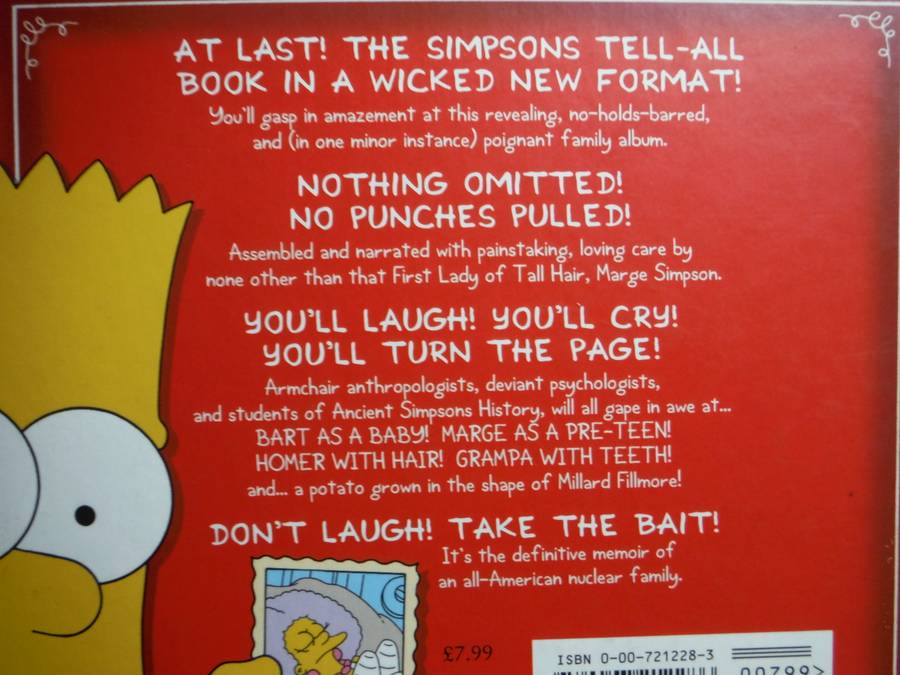 AT LAST! THE SIMPSONS TELL-ALL
BOOK IN A WICKED NEW FORMAT!
You'll gasp in amazement at this revealing, no-holds-barred,
and (in one minor instance) poignant family album.
NOTHING OMITTED!
NO PUNCHES PULLED!
Assembled and narrated with painstaking, loving care by
none other than that First Lady of Tall Hair, Marge Simpson.
YOU'LL LAUGH! YOU'LL CRY!
YOU'LL TURN THE PAGE!
Armchair anthropologists, deviant psychologists,
and students of Ancient Simpsons History, will all gape in awe at...
BART AS A BABY! MARGE AS A PRE-TEEN!
HOMER WITH HAIR! GRAMPA WITH TEETH!
and... a potato grown in the shape of Millard Fillmore!
DON'T LAUGH! TAKE THE BAIT!
It's the definitive memoir of
an all-American nuclear family.
£7.99
ISBN 0-00-721228-3
00799>